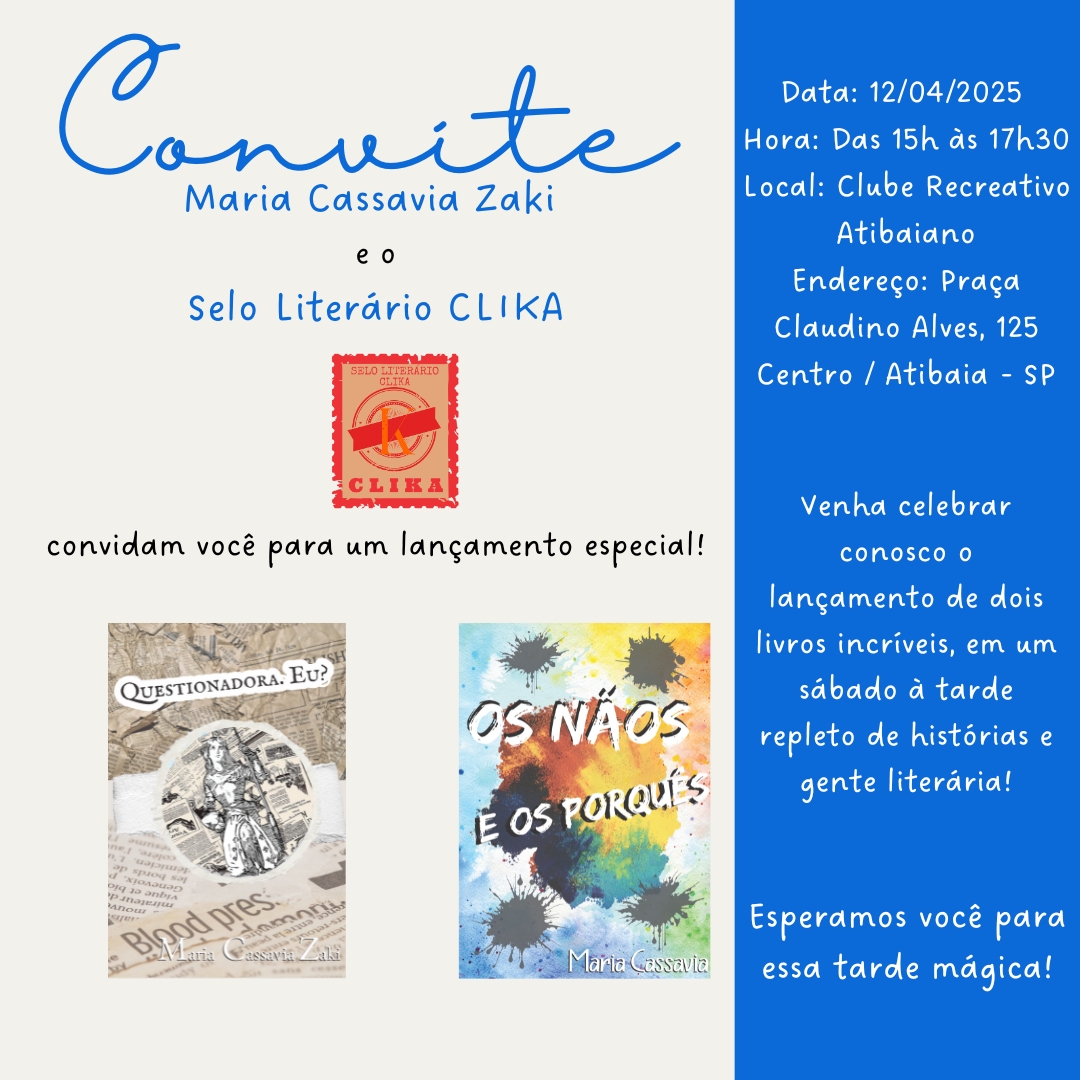 Convite
Maria Cassavia Zaki
e o
Selo Literário CLIKA
SELO LITERÁRIO
CLIKA
K
CLIKA
convidam você para um lançamento especial!
QUESTIONADORA. EU?
Blood pres
Maria Cassavia Zaki
OS NÃOS
E OS PORQUÊS
Maria Cassavia
Data: 12/04/2025
Hora: Das 15h às 17h30
Local: Clube Recreativo
Atibaiano
Endereço: Praça
Claudino Alves, 125
Centro / Atibaia - SP
Venha celebrar
conosco o
lançamento de dois
livros incríveis, em um
sábado à tarde
repleto de histórias e
gente literária!
Esperamos você para
essa tarde mágica!